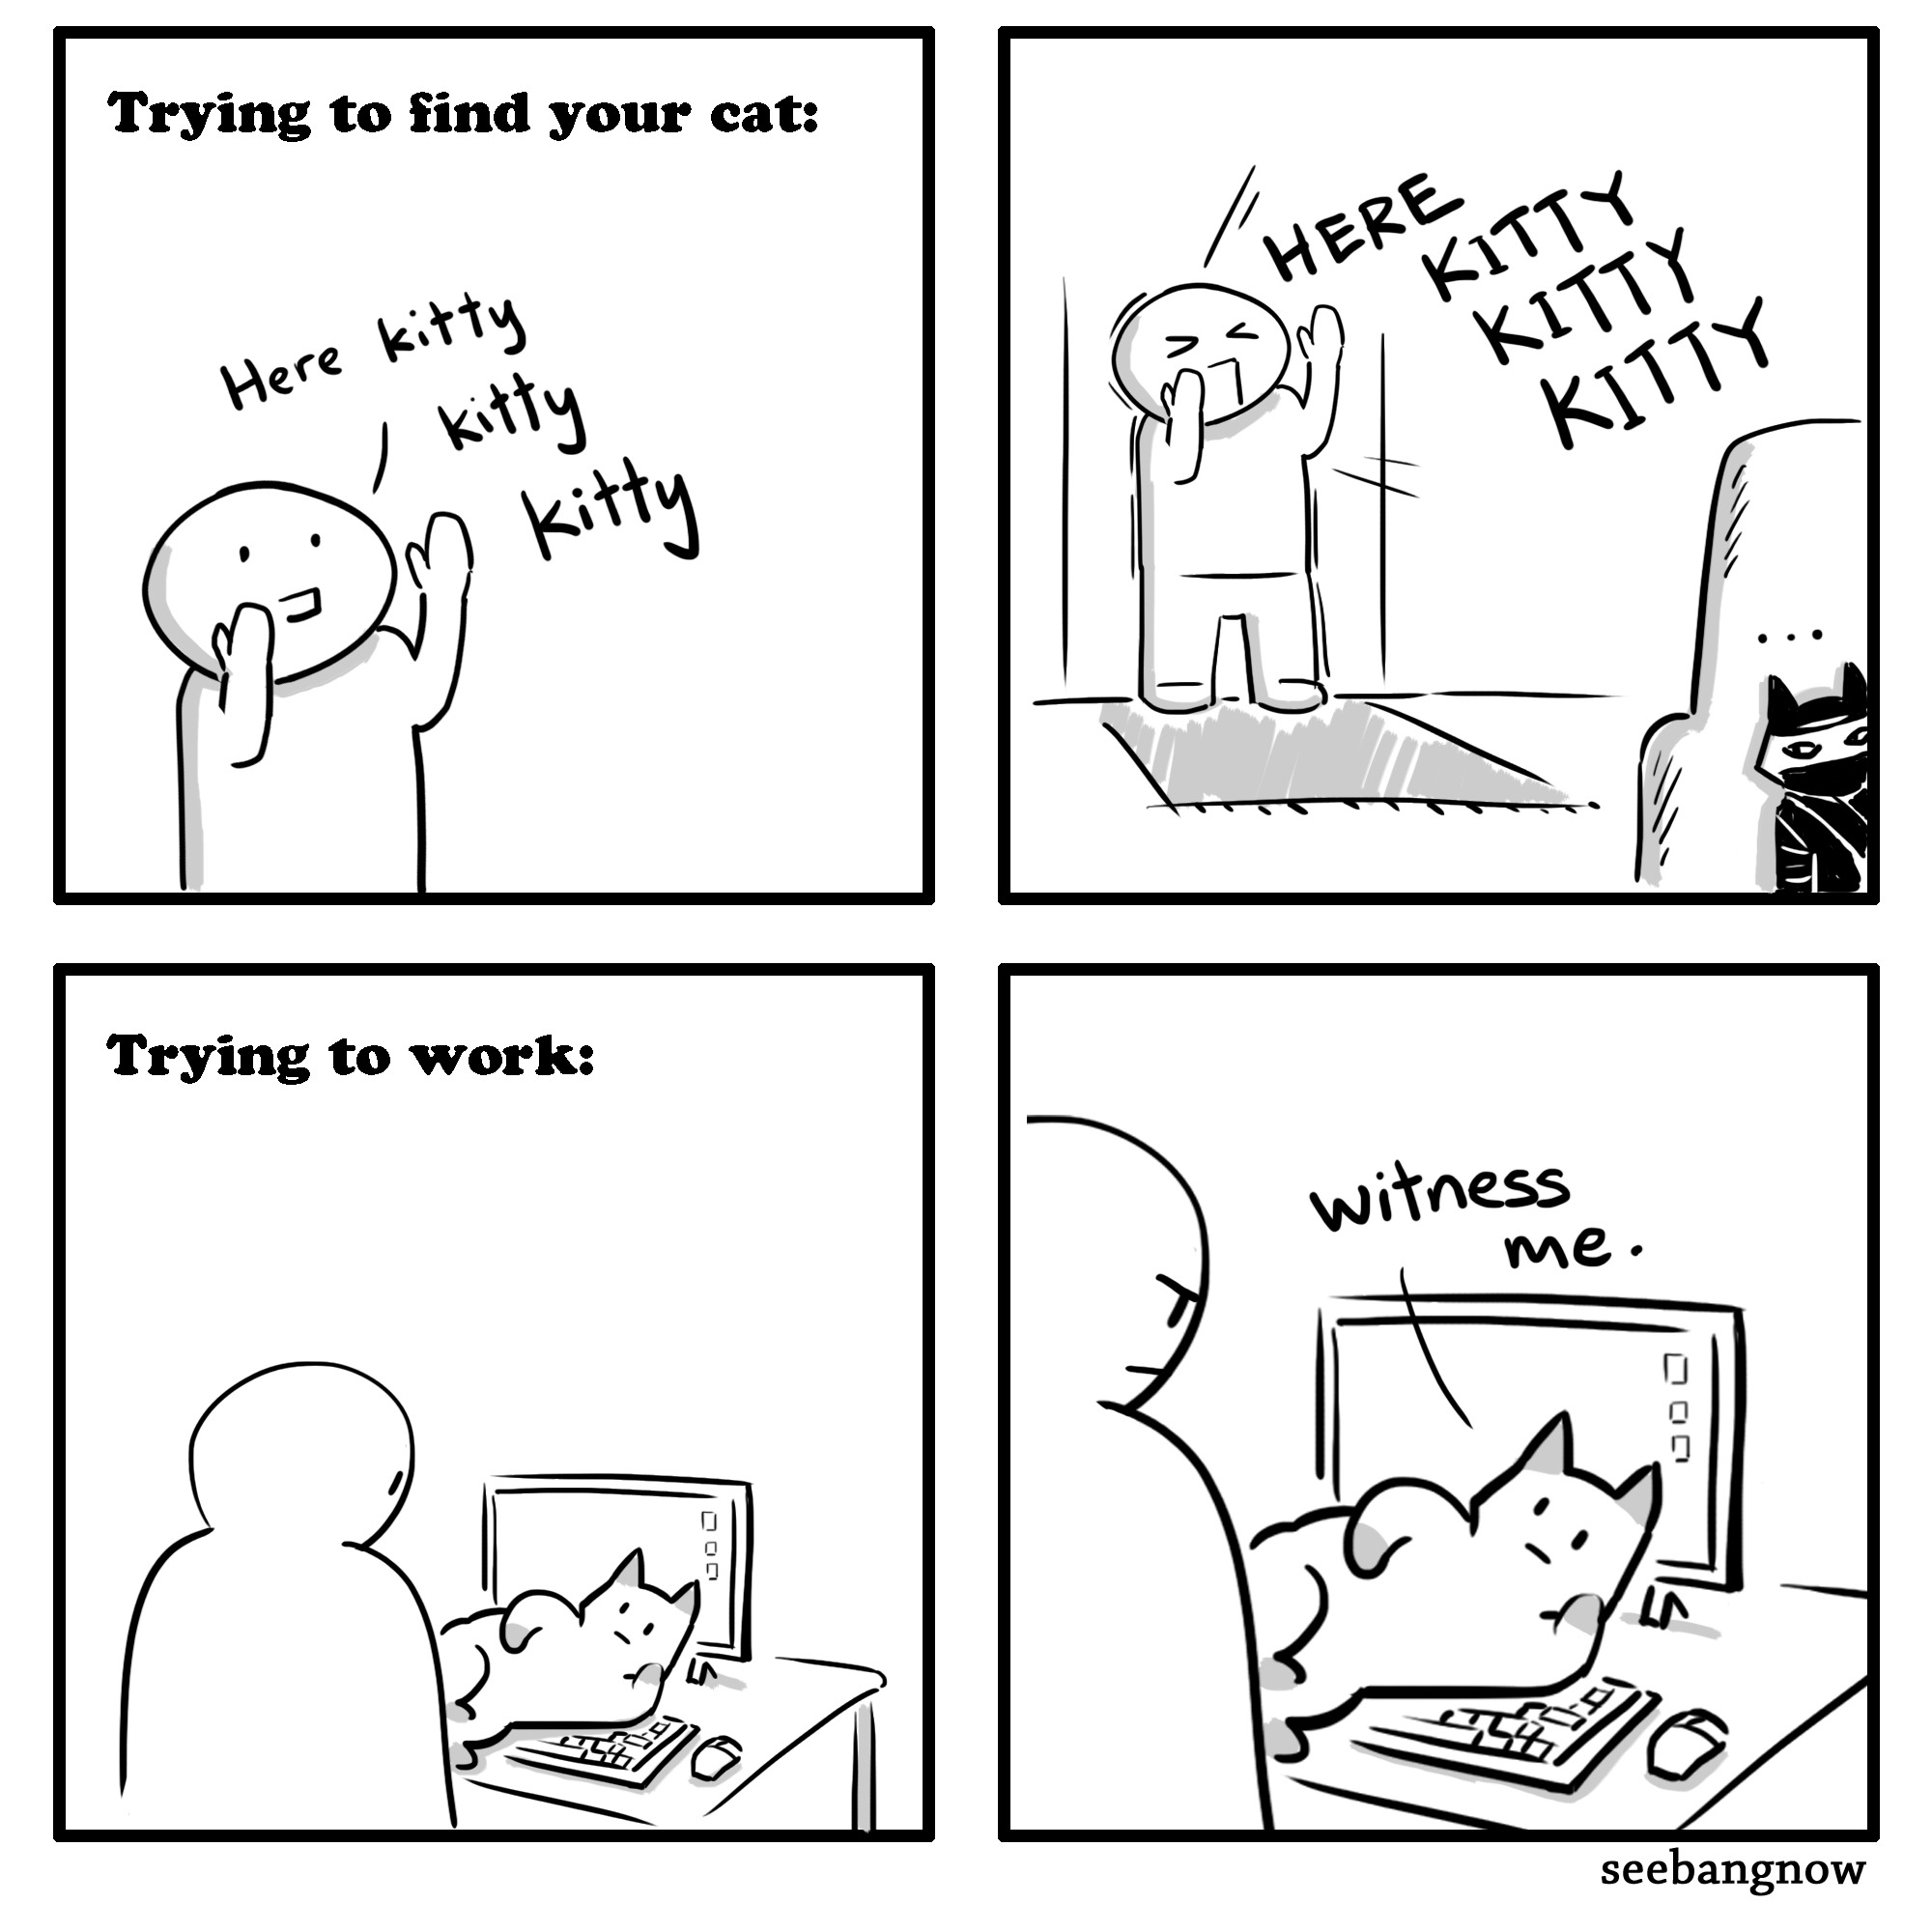 Trying to find your cat:
Here kitty
kitty
kitty
HERE
KITTY
KITTY
KITTY
...
Trying to work:
witness
me.
seebangnow